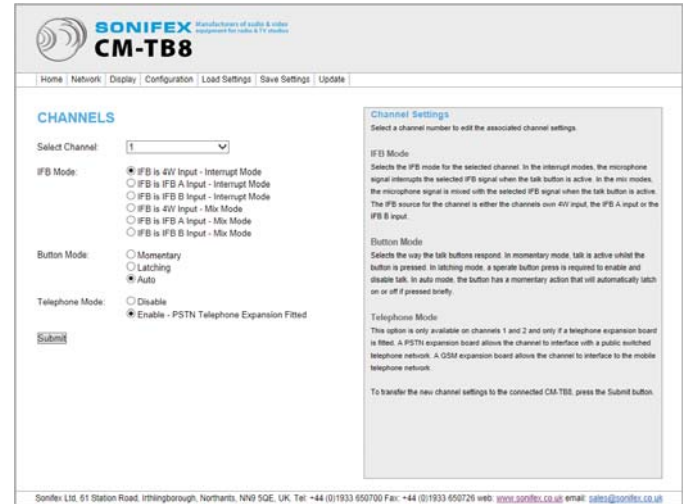 SONIFEX Manufacturers of audio & video
equipment for radio & TV studios
CM-TB8
Home Network Display Configuration Load Settings Save Settings Update
CHANNELS
Select Channel: 1
IFB Mode: IFB is 4W Input - Interrupt Mode
IFB is IFB A Input - Interrupt Mode
IFB is IFB B Input - Interrupt Mode
IFB is 4W Input - Mix Mode
IFB is IFB A Input - Mix Mode
IFB is IFB B Input - Mix Mode
Button Mode: Momentary
Latching
Auto
Telephone Mode: Disable
Enable - PSTN Telephone Expansion Fitted
Submit
Channel Settings
Select a channel number to edit the associated channel settings.
IFB Mode
Selects the IFB mode for the selected channel. In the interrupt modes, the microphone
signal interrupts the selected IFB signal when the talk button is active. In the mix modes,
the microphone signal is mixed with the selected IFB signal when the talk button is active.
The IFB source for the channel is either the channels own 4W input, the IFB A input or the
IFB B input.
Button Mode
Selects the way the talk buttons respond. In momentary mode, talk is active whilst the
button is pressed. In latching mode, a sperate button press is required to enable and
disable talk. In auto mode, the button has a momentary action that will automatically latch
on or off if pressed briefly.
Telephone Mode
This option is only available on channels 1 and 2 and only if a telephone expansion board
is fitted. A PSTN expansion board allows the channel to interface with a public switched
telephone network. A GSM expansion board allows the channel to interface to the mobile
telephone network.
To transfer the new channel settings to the connected CM-TB8, press the Submit button.
Sonifex Ltd, 61 Station Road, Irthlingborough, Northants, NN9 5QE, UK. Tel: +44 (0)1933 650700 Fax: +44 (0)1933 650726 web: www.sonifex.co.uk email: sales@sonifex.co.uk